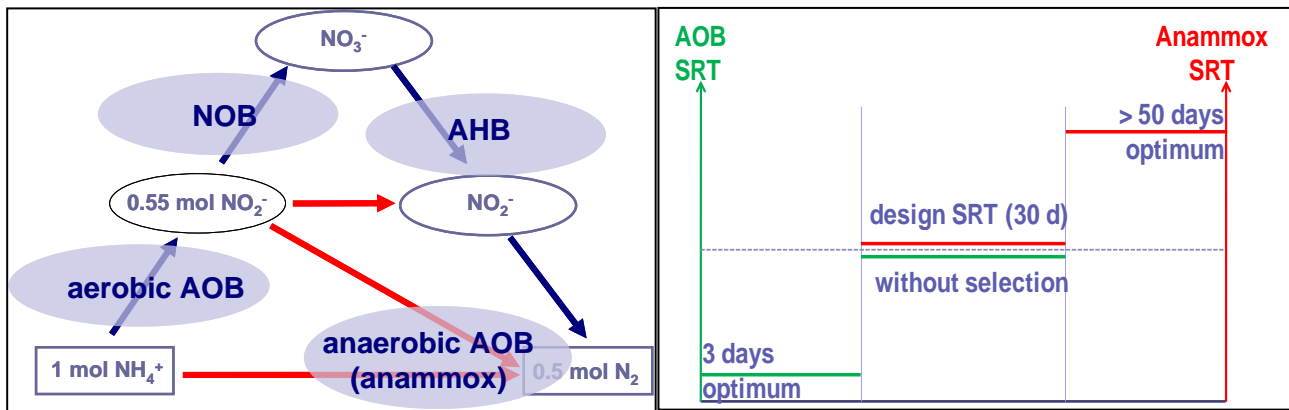 NO₃⁻
NOB
AHB
0.55 mol NO₂⁻
NO₂⁻
aerobic AOB
anaerobic AOB
(anammox)
1 mol NH₄⁺
0.5 mol N₂
AOB
SRT
Anammox
SRT
> 50 days
optimum
design SRT (30 d)
without selection
3 days
optimum